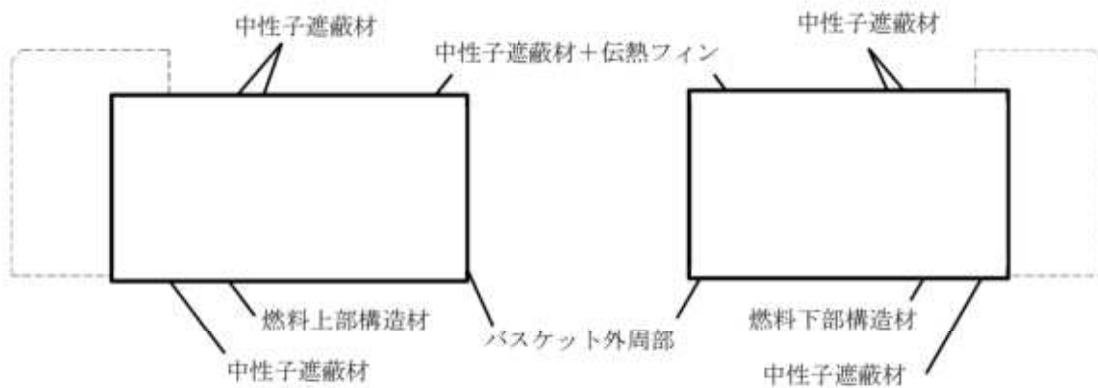 中性子遮蔽材
中性子遮蔽材
中性子遮蔽材＋伝熱フィン
燃料上部構造材
バスケット外周部
燃料下部構造材
中性子遮蔽材
中性子遮蔽材